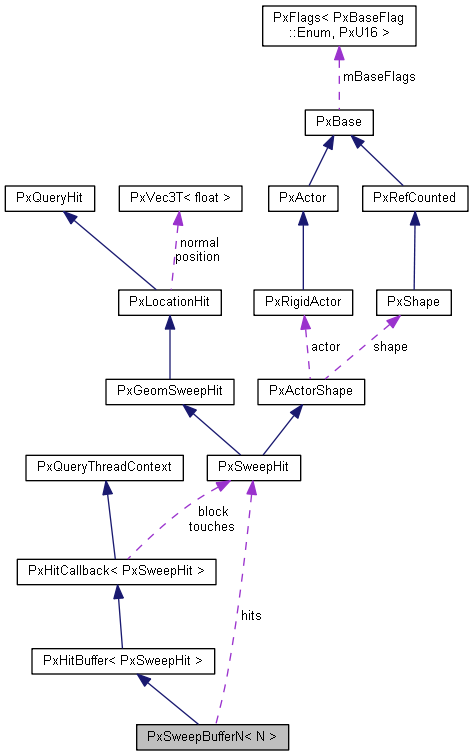 PxFlags< PxBaseFlag
::Enum, PxU16 >
mBaseFlags
PxBase
PxQueryHit
PxVec3T< float >
PxActor
PxRefCounted
normal
position
PxLocationHit
PxRigidActor
PxShape
actor
shape
PxGeomSweepHit
PxActorShape
PxQueryThreadContext
PxSweepHit
block
touches
PxHitCallback< PxSweepHit >
hits
PxHitBuffer< PxSweepHit >
PxSweepBufferN< N >